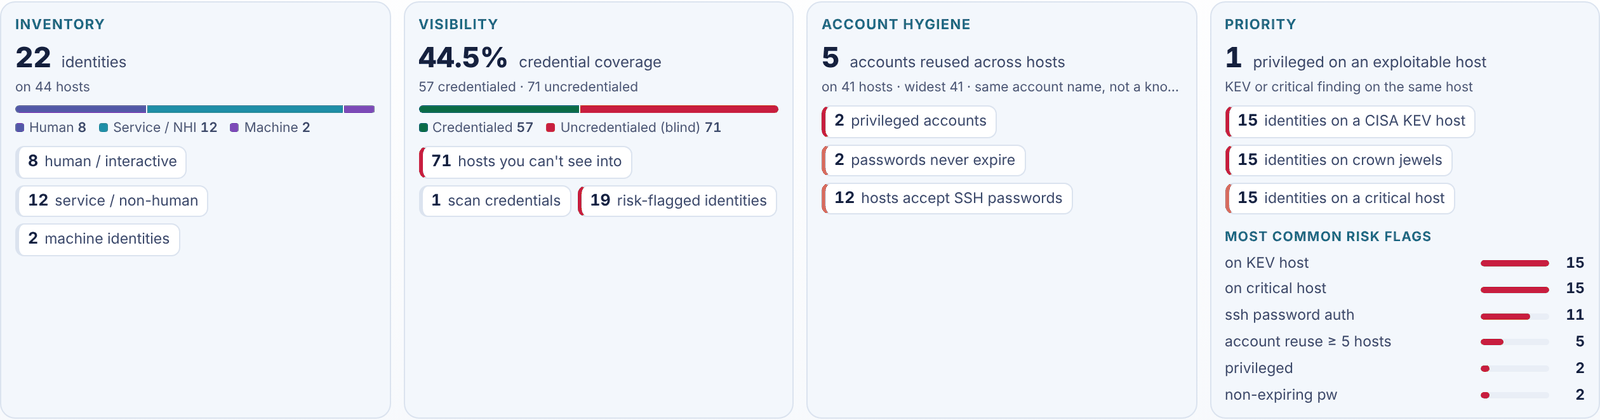 INVENTORY
22 identities
on 44 hosts
Human 8 Service / NHI 12 Machine 2
8 human / interactive
12 service / non-human
2 machine identities
VISIBILITY
44.5% credential coverage
57 credentialed · 71 uncredentialed
Credentialed 57 Uncredentialed (blind) 71
71 hosts you can't see into
1 scan credentials 19 risk-flagged identities
ACCOUNT HYGIENE
5 accounts reused across hosts
on 41 hosts · widest 41 · same account name, not a kno...
2 privileged accounts
2 passwords never expire
12 hosts accept SSH passwords
PRIORITY
1 privileged on an exploitable host
KEV or critical finding on the same host
15 identities on a CISA KEV host
15 identities on crown jewels
15 identities on a critical host
MOST COMMON RISK FLAGS
on KEV host 15
on critical host 15
ssh password auth 11
account reuse ≥ 5 hosts 5
privileged 2
non-expiring pw 2